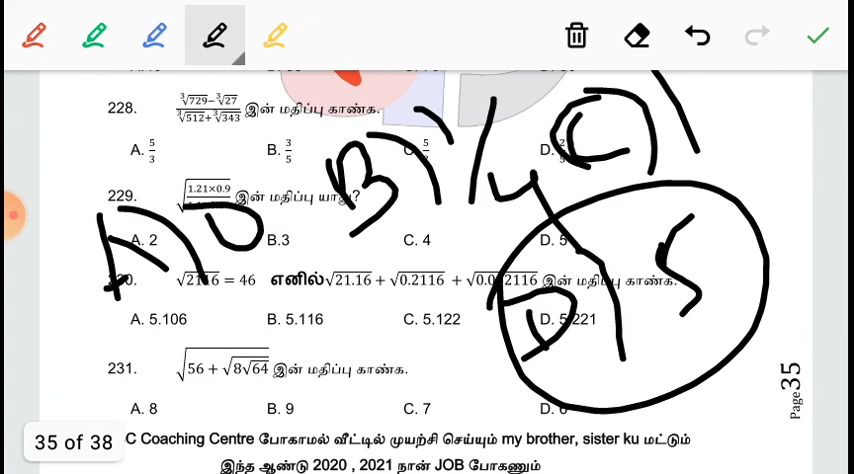 228. ∛729−∛27 / ∛512+∛343 இன் மதிப்பு காண்க.
A. 5/3 B. 3/5 C. D.
229. √1.21×0.9 இன் மதிப்பு யாது?
A. 2 B.3 C. 4 D. 5
√2116 = 46 எனில் √21.16 + √0.2116 + இன் மதிப்பு காண்க.
A. 5.106 B. 5.116 C. 5.122 D. 5.221
231. √56 + √8√64 இன் மதிப்பு காண்க.
A. 8 B. 9 C. 7 D. 6
Page35
35 of 38
C Coaching Centre போகாமல் வீட்டில் முயற்சி செய்யும் my brother, sister ku மட்டும்
இந்த ஆண்டு 2020 , 2021 நான் JOB போகணும்
A) 0 B) 1 C)
4
D) 5